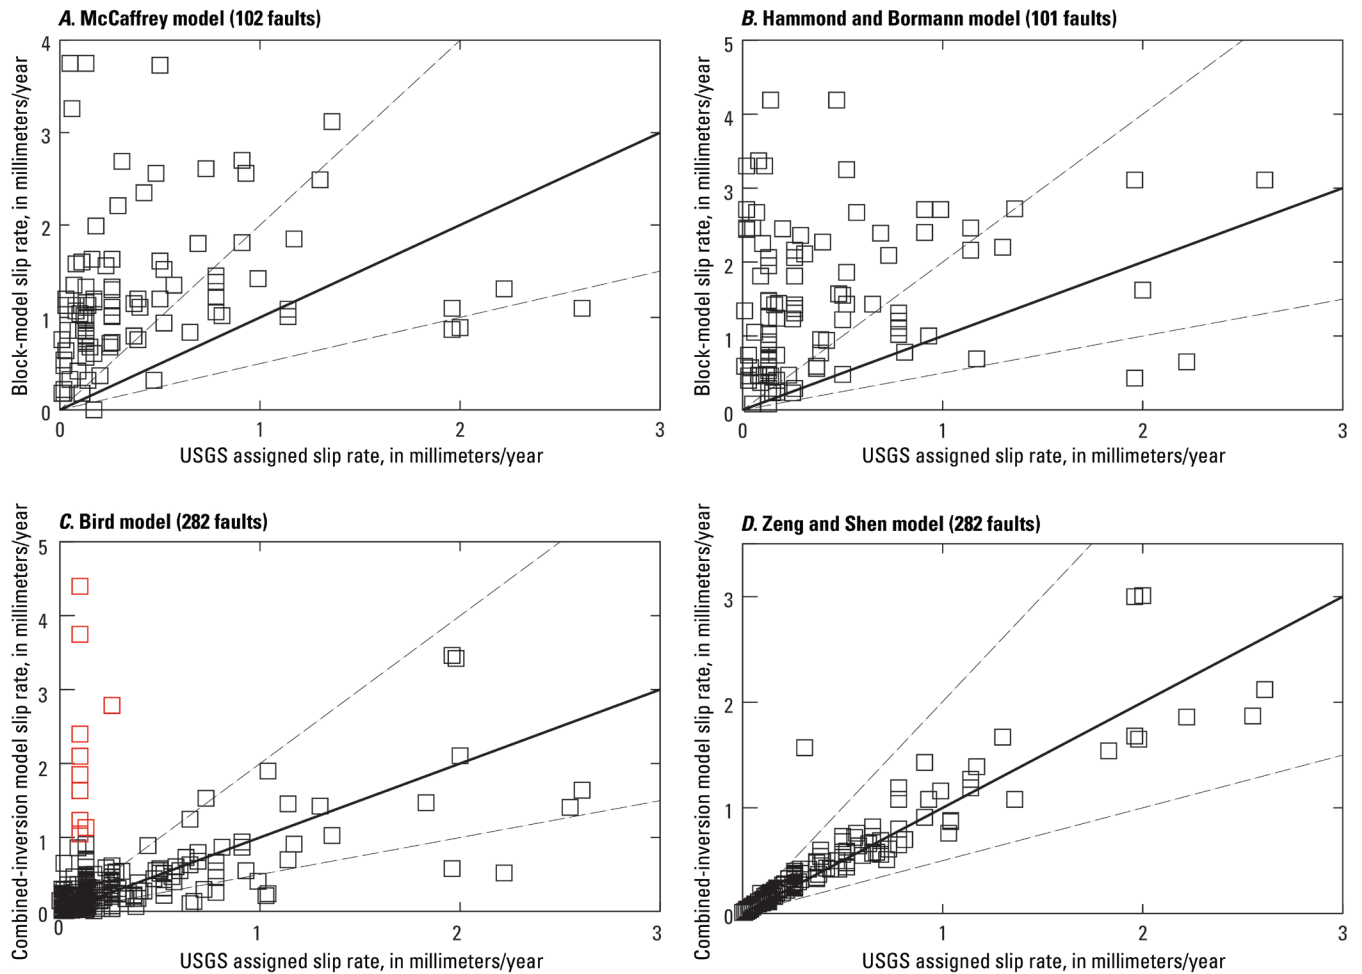 A. McCaffrey model (102 faults)
Block-model slip rate, in millimeters/year
4
3
2
1
0
0 1 2 3
USGS assigned slip rate, in millimeters/year
B. Hammond and Bormann model (101 faults)
Block-model slip rate, in millimeters/year
5
4
3
2
1
0
0 1 2 3
USGS assigned slip rate, in millimeters/year
C. Bird model (282 faults)
Combined-inversion model slip rate, in millimeters/year
5
4
3
2
1
0
0 1 2 3
USGS assigned slip rate, in millimeters/year
D. Zeng and Shen model (282 faults)
Combined-inversion model slip rate, in millimeters/year
3
2
1
0
0 1 2 3
USGS assigned slip rate, in millimeters/year